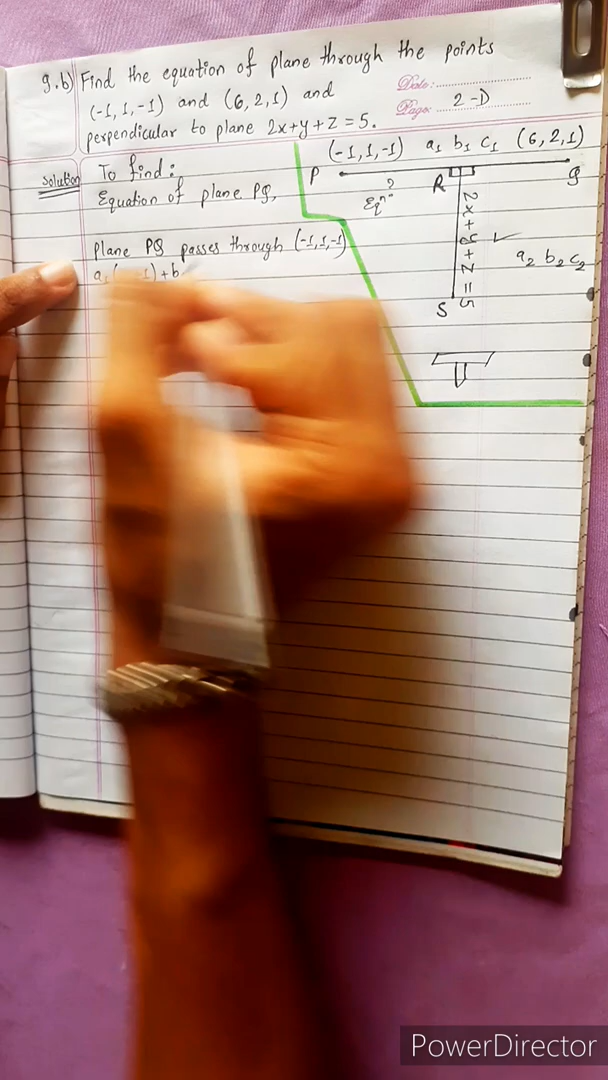 9.b) Find the equation of plane through the points
(-1, 1, -1) and (6, 2, 1) and
perpendicular to plane 2x+y+z=5.
Date:
Page: 2-D
Solution
To find:
Equation of plane PQ,
Plane PQ passes through (-1,1,-1)
+b
(-1,1,-1) a₁ b₁ c₁ (6,2,1)
P R Q
?
Eqⁿ:
2x+y+z=5
a₂ b₂ c₂
S
PowerDirector